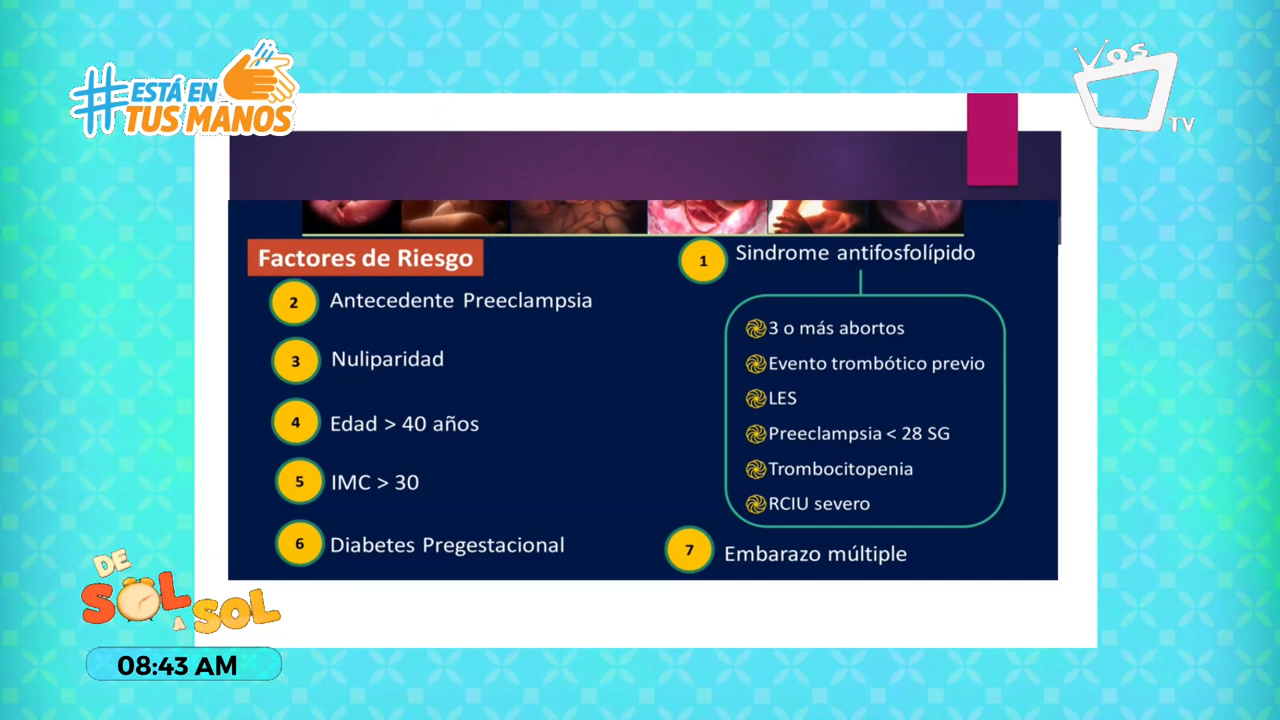 #ESTÁ EN
TUS MANOS
VOS
TV
Factores de Riesgo
1
Sindrome antifosfolípido
2
Antecedente Preeclampsia
3
Nuliparidad
4
Edad > 40 años
5
IMC > 30
6
Diabetes Pregestacional
3 o más abortos
Evento trombótico previo
LES
Preeclampsia < 28 SG
Trombocitopenia
RCIU severo
7
Embarazo múltiple
DE
SOL
A
SOL
08:43 AM